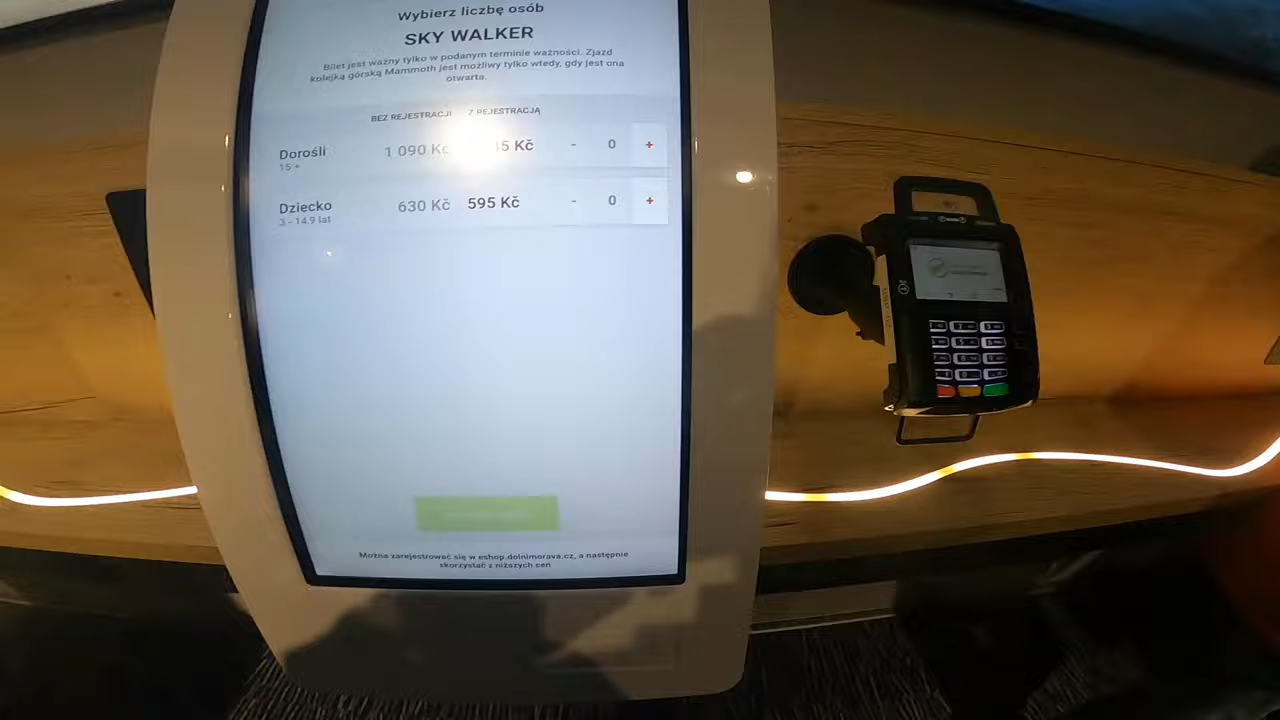 Wybierz liczbę osób
SKY WALKER
Bilet jest ważny tylko w podanym terminie ważności. Zjazd
kolejką górską Mammoth jest możliwy tylko wtedy, gdy jest ona
otwarta.
BEZ REJESTRACJI Z REJESTRACJĄ
Dorośli 1 090 Kč 5 Kč - 0 +
15 +
Dziecko 630 Kč 595 Kč - 0 +
3 - 14.9 lat
Można zarejestrować się w eshop.dolnimorava.cz, a następnie
skorzystać z niższych cen